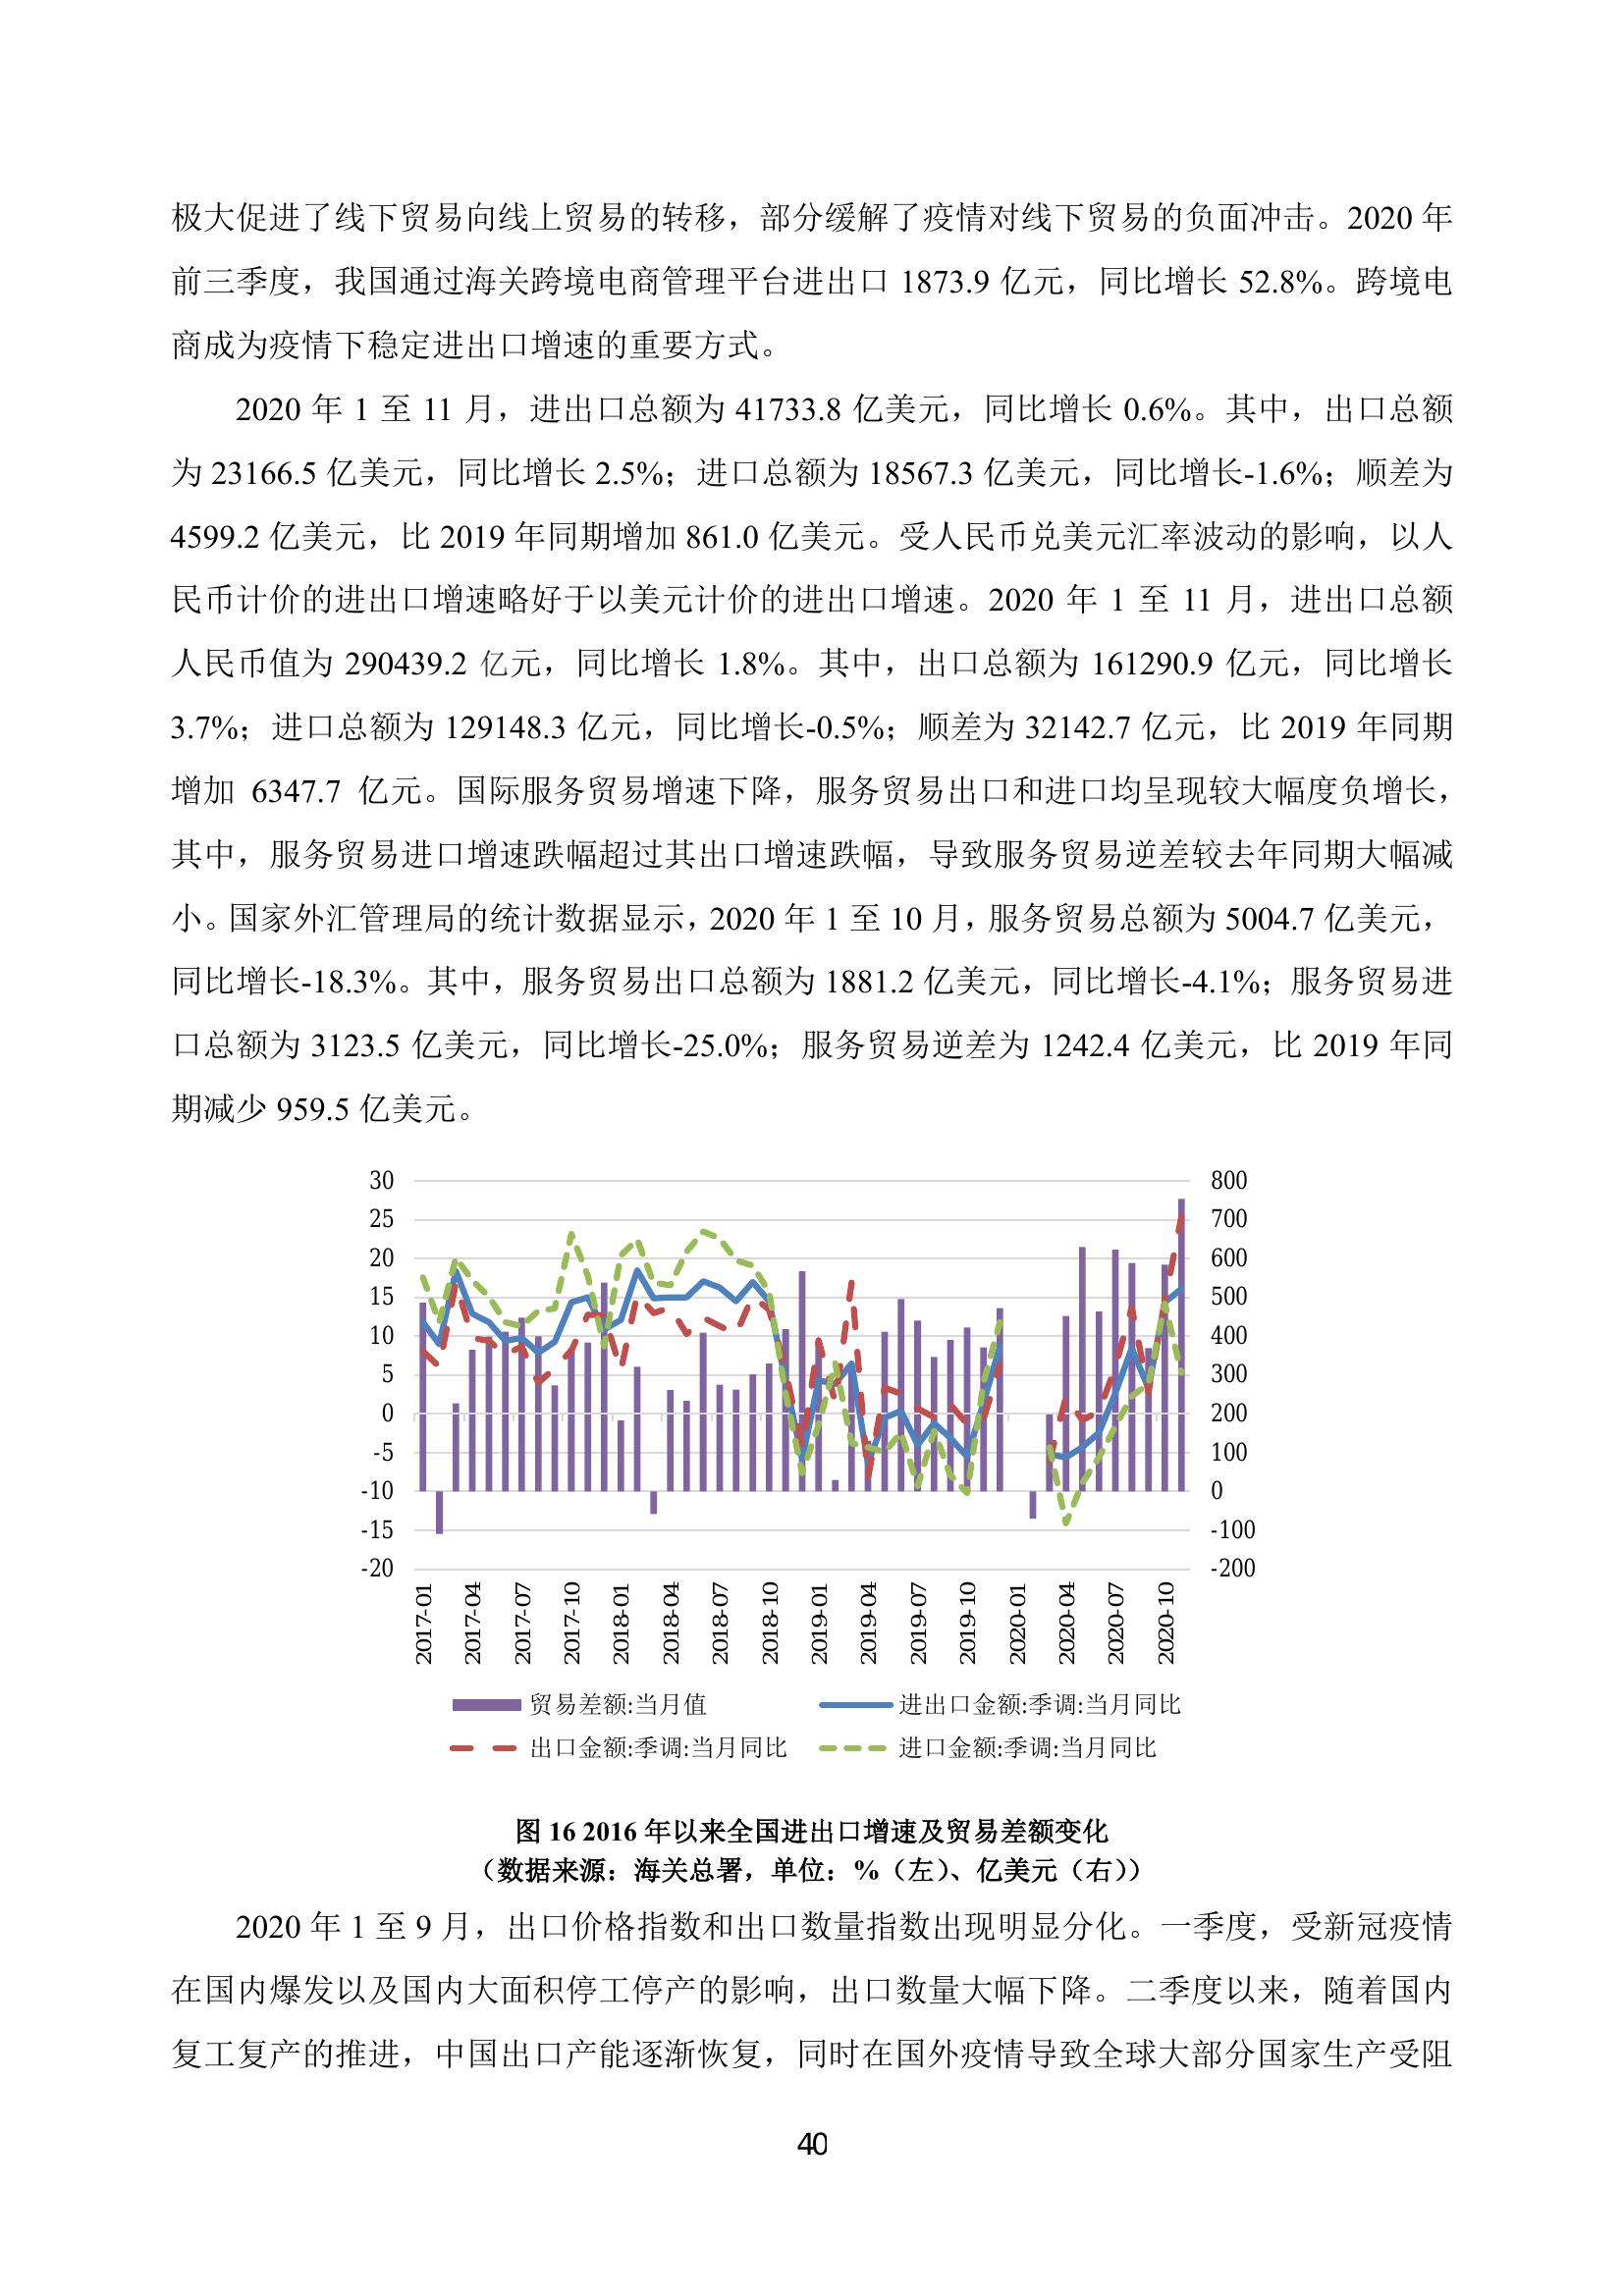 极大促进了线下贸易向线上贸易的转移，部分缓解了疫情对线下贸易的负面冲击。2020 年
前三季度，我国通过海关跨境电商管理平台进出口 1873.9 亿元，同比增长 52.8%。跨境电
商成为疫情下稳定进出口增速的重要方式。
2020 年 1 至 11 月，进出口总额为 41733.8 亿美元，同比增长 0.6%。其中，出口总额
为 23166.5 亿美元，同比增长 2.5%；进口总额为 18567.3 亿美元，同比增长-1.6%；顺差为
4599.2 亿美元，比 2019 年同期增加 861.0 亿美元。受人民币兑美元汇率波动的影响，以人
民币计价的进出口增速略好于以美元计价的进出口增速。2020 年 1 至 11 月，进出口总额
人民币值为 290439.2 亿元，同比增长 1.8%。其中，出口总额为 161290.9 亿元，同比增长
3.7%；进口总额为 129148.3 亿元，同比增长-0.5%；顺差为 32142.7 亿元，比 2019 年同期
增加 6347.7 亿元。国际服务贸易增速下降，服务贸易出口和进口均呈现较大幅度负增长，
其中，服务贸易进口增速跌幅超过其出口增速跌幅，导致服务贸易逆差较去年同期大幅减
小。国家外汇管理局的统计数据显示，2020 年 1 至 10 月，服务贸易总额为 5004.7 亿美元，
同比增长-18.3%。其中，服务贸易出口总额为 1881.2 亿美元，同比增长-4.1%；服务贸易进
口总额为 3123.5 亿美元，同比增长-25.0%；服务贸易逆差为 1242.4 亿美元，比 2019 年同
期减少 959.5 亿美元。
30 800
25 700
20 600
15 500
10 400
5 300
0 200
-5 100
-10 0
-15 -100
-20 -200
2017-01 2017-04 2017-07 2017-10 2018-01 2018-04 2018-07 2018-10 2019-01 2019-04 2019-07 2019-10 2020-01 2020-04 2020-07 2020-10
贸易差额:当月值 进出口金额:季调:当月同比
出口金额:季调:当月同比 进口金额:季调:当月同比
图 16 2016 年以来全国进出口增速及贸易差额变化
（数据来源：海关总署，单位：%（左）、亿美元（右））
2020 年 1 至 9 月，出口价格指数和出口数量指数出现明显分化。一季度，受新冠疫情
在国内爆发以及国内大面积停工停产的影响，出口数量大幅下降。二季度以来，随着国内
复工复产的推进，中国出口产能逐渐恢复，同时在国外疫情导致全球大部分国家生产受阻
40